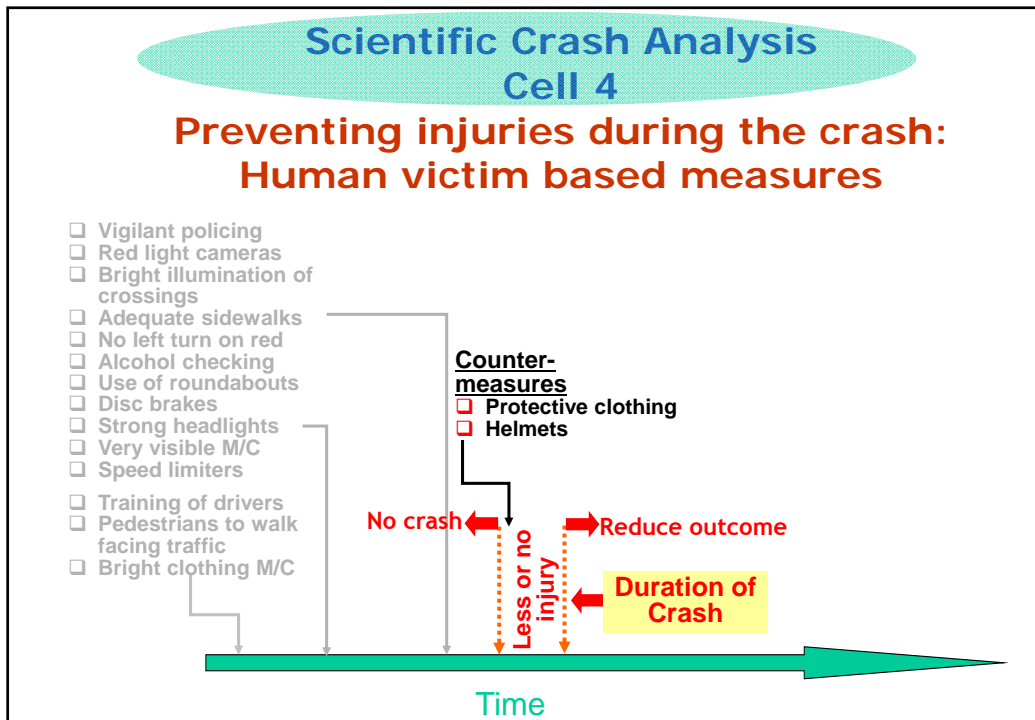 Scientific Crash Analysis
Cell 4
Preventing injuries during the crash:
Human victim based measures
❑ Vigilant policing
❑ Red light cameras
❑ Bright illumination of
crossings
❑ Adequate sidewalks
❑ No left turn on red
❑ Alcohol checking
❑ Use of roundabouts
❑ Disc brakes
❑ Strong headlights
❑ Very visible M/C
❑ Speed limiters
❑ Training of drivers
❑ Pedestrians to walk
facing traffic
❑ Bright clothing M/C
Counter-
measures
❑ Protective clothing
❑ Helmets
No crash
Less or no
injury
Reduce outcome
Duration of
Crash
Time